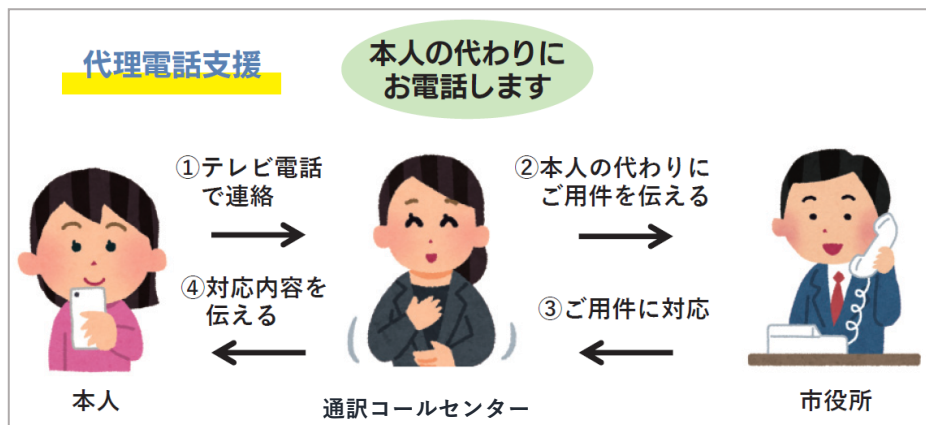 代理電話支援
本人の代わりに
お電話します
①テレビ電話
で連絡
②本人の代わりに
ご用件を伝える
④対応内容を
伝える
③ご用件に対応
本人
通訳コールセンター
市役所